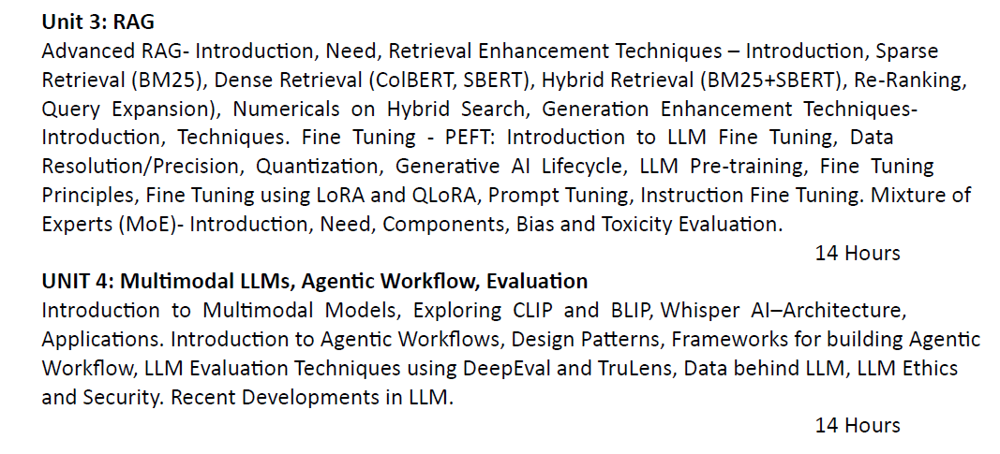 Unit 3: RAG
Advanced RAG- Introduction, Need, Retrieval Enhancement Techniques – Introduction, Sparse
Retrieval (BM25), Dense Retrieval (ColBERT, SBERT), Hybrid Retrieval (BM25+SBERT), Re-Ranking,
Query Expansion), Numericals on Hybrid Search, Generation Enhancement Techniques-
Introduction, Techniques. Fine Tuning - PEFT: Introduction to LLM Fine Tuning, Data
Resolution/Precision, Quantization, Generative AI Lifecycle, LLM Pre-training, Fine Tuning
Principles, Fine Tuning using LoRA and QLoRA, Prompt Tuning, Instruction Fine Tuning. Mixture of
Experts (MoE)- Introduction, Need, Components, Bias and Toxicity Evaluation.
14 Hours
UNIT 4: Multimodal LLMs, Agentic Workflow, Evaluation
Introduction to Multimodal Models, Exploring CLIP and BLIP, Whisper AI–Architecture,
Applications. Introduction to Agentic Workflows, Design Patterns, Frameworks for building Agentic
Workflow, LLM Evaluation Techniques using DeepEval and TruLens, Data behind LLM, LLM Ethics
and Security. Recent Developments in LLM.
14 Hours